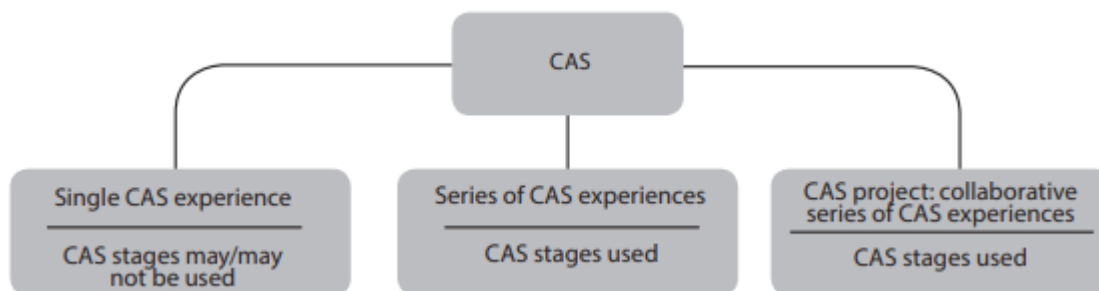 CAS
Single CAS experience
CAS stages may/may
not be used
Series of CAS experiences
CAS stages used
CAS project: collaborative
series of CAS experiences
CAS stages used